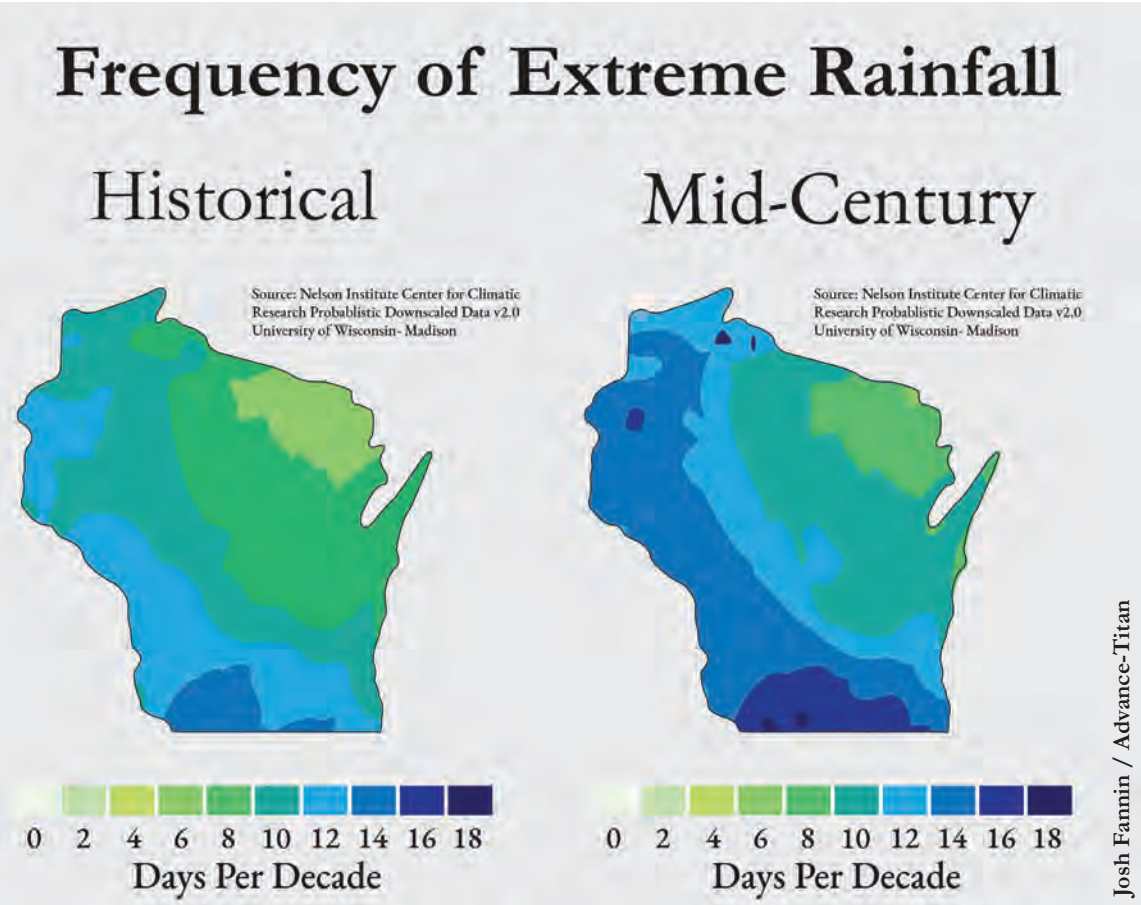 Frequency of Extreme Rainfall
Historical
Source: Nelson Institute Center for Climatic
Research Probablistic Downscaled Data v2.0
University of Wisconsin- Madison
0 2 4 6 8 10 12 14 16 18
Days Per Decade
Mid-Century
Source: Nelson Institute Center for Climatic
Research Probablistic Downscaled Data v2.0
University of Wisconsin- Madison
0 2 4 6 8 10 12 14 16 18
Days Per Decade
Josh Fannin / Advance-Titan